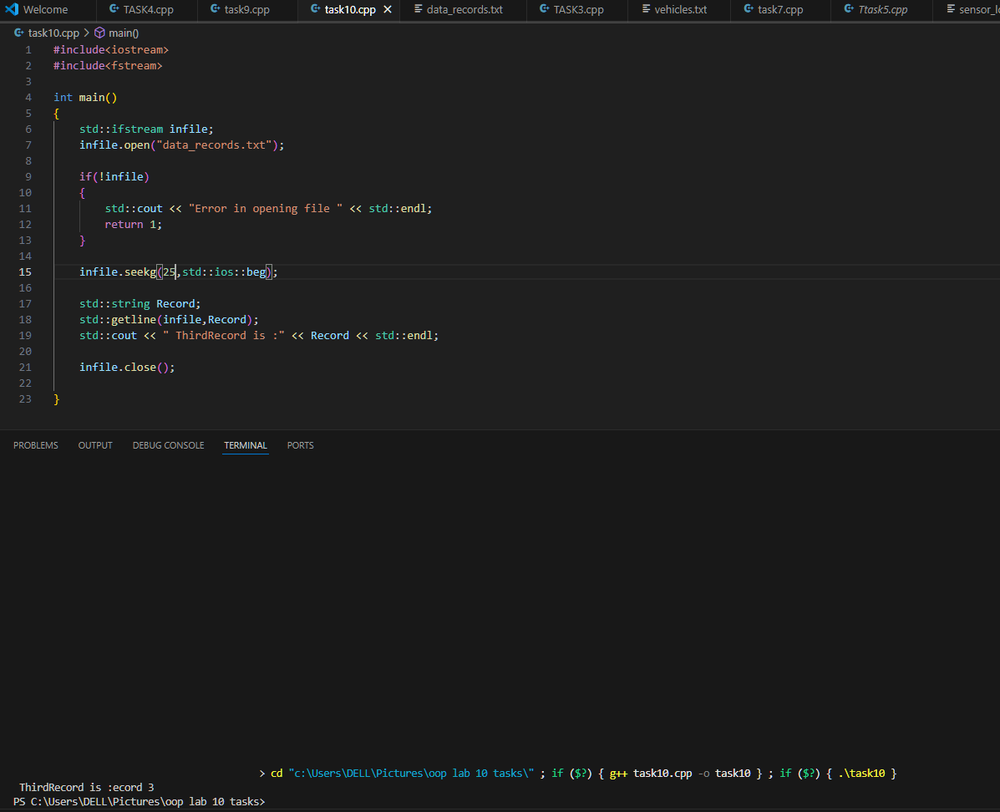 Welcome TASK4.cpp task9.cpp task10.cpp data_records.txt TASK3.cpp vehicles.txt task7.cpp Ttask5.cpp sensor_lo
task10.cpp > main()
1 #include<iostream>
2 #include<fstream>
3
4 int main()
5 {
6 std::ifstream infile;
7 infile.open("data_records.txt");
8
9 if(!infile)
10 {
11 std::cout << "Error in opening file " << std::endl;
12 return 1;
13 }
14
15 infile.seekg(25,std::ios::beg);
16
17 std::string Record;
18 std::getline(infile,Record);
19 std::cout << " ThirdRecord is :" << Record << std::endl;
20
21 infile.close();
22
23 }
PROBLEMS OUTPUT DEBUG CONSOLE TERMINAL PORTS
> cd "c:\Users\DELL\Pictures\oop lab 10 tasks\" ; if ($?) { g++ task10.cpp -o task10 } ; if ($?) { .\task10 }
ThirdRecord is :ecord 3
PS C:\Users\DELL\Pictures\oop lab 10 tasks>